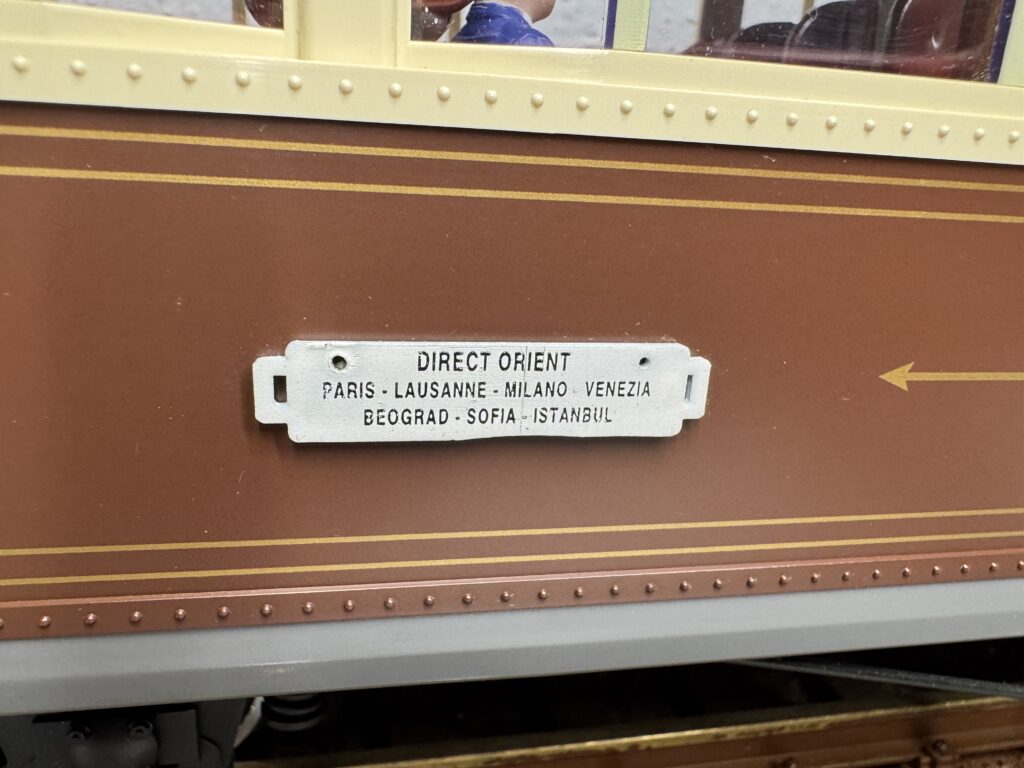 DIRECT ORIENT
PARIS - LAUSANNE - MILANO - VENEZIA
BEOGRAD - SOFIA - ISTANBUL